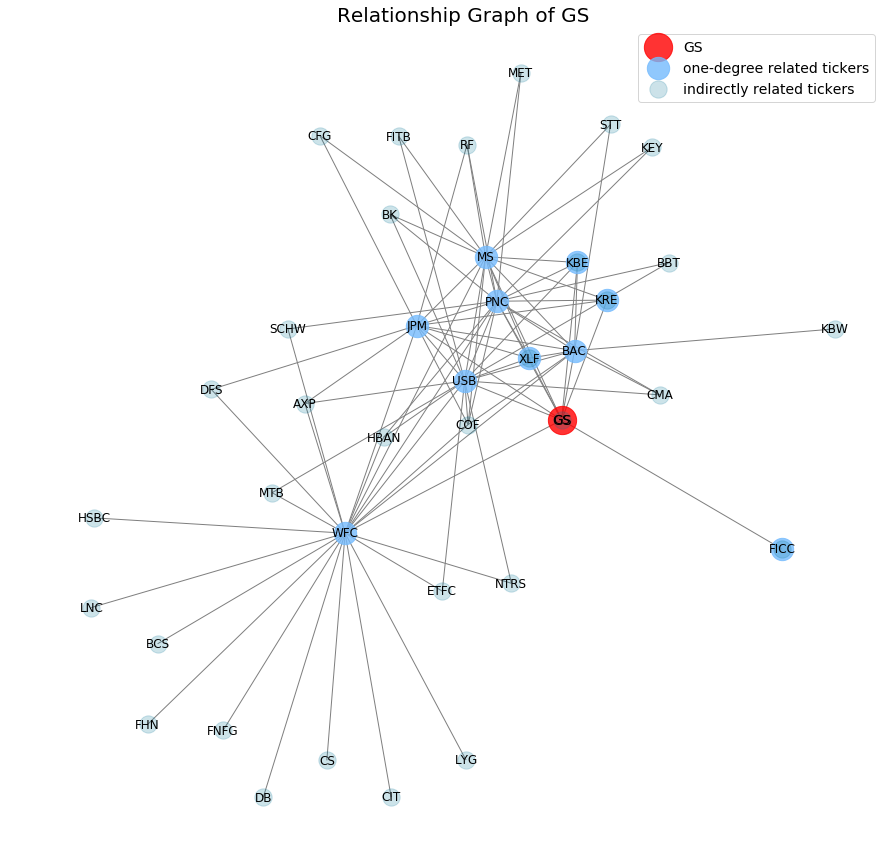 Relationship Graph of GS
GS
one-degree related tickers
indirectly related tickers
MET
STT
CFG
FITB
RF
KEY
BK
MS
KBE
BBT
PNC
KRE
JPM
SCHW
KBW
XLF
BAC
USB
DFS
AXP
CMA
GS
COF
HBAN
MTB
HSBC
WFC
FICC
NTRS
ETFC
LNC
BCS
FHN
FNFG
CS
LYG
DB
CIT